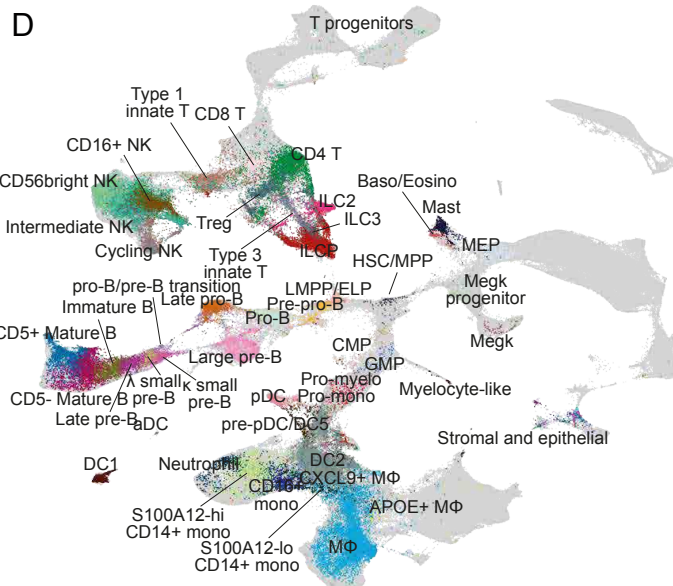 D
T progenitors
Type 1
innate T
CD8 T
CD16+ NK
CD4 T
CD56bright NK
Baso/Eosino
ILC2
Mast
ILC3
Treg
Intermediate NK
MEP
Cycling NK
Type 3
innate T
ILCP
HSC/MPP
pro-B/pre-B transition
Megk
progenitor
LMPP/ELP
Late pro-B
Immature B
Pre-pro-B
Pro-B
CD5+ Mature B
Megk
CMP
Large pre-B
GMP
λ small
pre-B
κ small
pre-B
Pro-myelo
Pro-mono
Myelocyte-like
CD5- Mature B
pDC
Late pre-B
aDC
pre-pDC/DC5
Stromal and epithelial
DC1
Neutrophil
DC2
CXCL9+ MΦ
CD16+
mono
APOE+ MΦ
S100A12-hi
CD14+ mono
S100A12-lo
CD14+ mono
MΦ